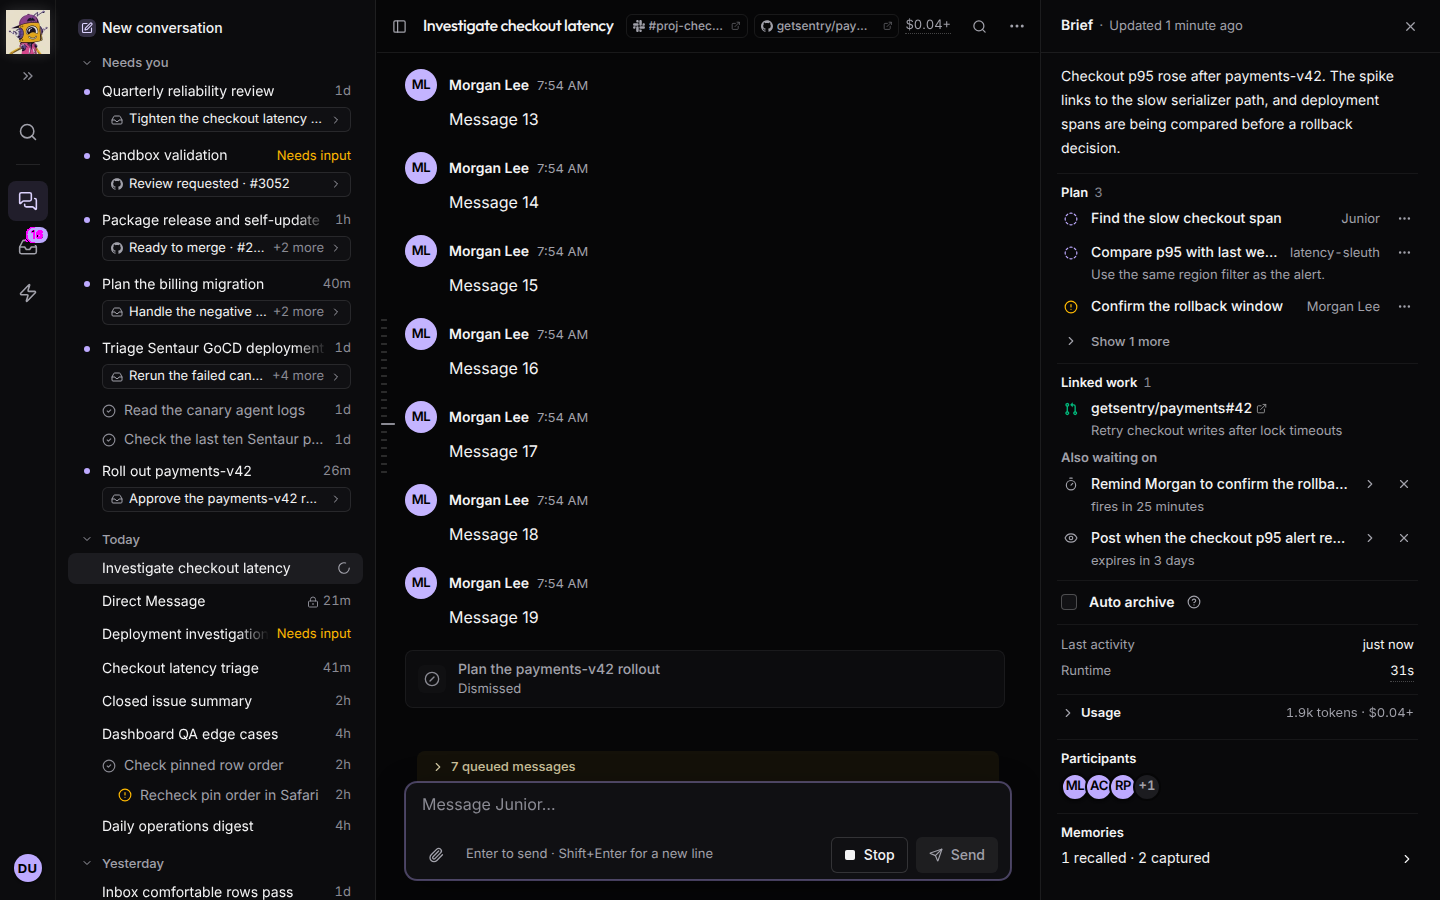 New conversation
Needs you
Quarterly reliability review 1d
Tighten the checkout latency ...
Sandbox validation Needs input
Review requested · #3052
Package release and self-update 1h
Ready to merge · #2... +2 more
Plan the billing migration 40m
Handle the negative ... +2 more
Triage Sentaur GoCD deployment 1d
Rerun the failed can... +4 more
Read the canary agent logs 1d
Check the last ten Sentaur p... 1d
Roll out payments-v42 26m
Approve the payments-v42 r...
Today
Investigate checkout latency
Direct Message 21m
Deployment investigation Needs input
Checkout latency triage 41m
Closed issue summary 2h
Dashboard QA edge cases 4h
Check pinned row order 2h
Recheck pin order in Safari 2h
Daily operations digest 4h
Yesterday
Inbox comfortable rows pass 1d
DU
Investigate checkout latency #proj-chec... getsentry/pay... $0.04+
ML Morgan Lee 7:54 AM
Message 13
ML Morgan Lee 7:54 AM
Message 14
ML Morgan Lee 7:54 AM
Message 15
ML Morgan Lee 7:54 AM
Message 16
ML Morgan Lee 7:54 AM
Message 17
ML Morgan Lee 7:54 AM
Message 18
ML Morgan Lee 7:54 AM
Message 19
Plan the payments-v42 rollout
Dismissed
7 queued messages
Message Junior...
Enter to send · Shift+Enter for a new line Stop Send
Brief · Updated 1 minute ago
Checkout p95 rose after payments-v42. The spike
links to the slow serializer path, and deployment
spans are being compared before a rollback
decision.
Plan 3
Find the slow checkout span Junior
Compare p95 with last we... latency-sleuth
Use the same region filter as the alert.
Confirm the rollback window Morgan Lee
Show 1 more
Linked work 1
getsentry/payments#42
Retry checkout writes after lock timeouts
Also waiting on
Remind Morgan to confirm the rollba...
fires in 25 minutes
Post when the checkout p95 alert re...
expires in 3 days
Auto archive
Last activity just now
Runtime 31s
Usage 1.9k tokens · $0.04+
Participants
ML AC RP +1
Memories
1 recalled · 2 captured